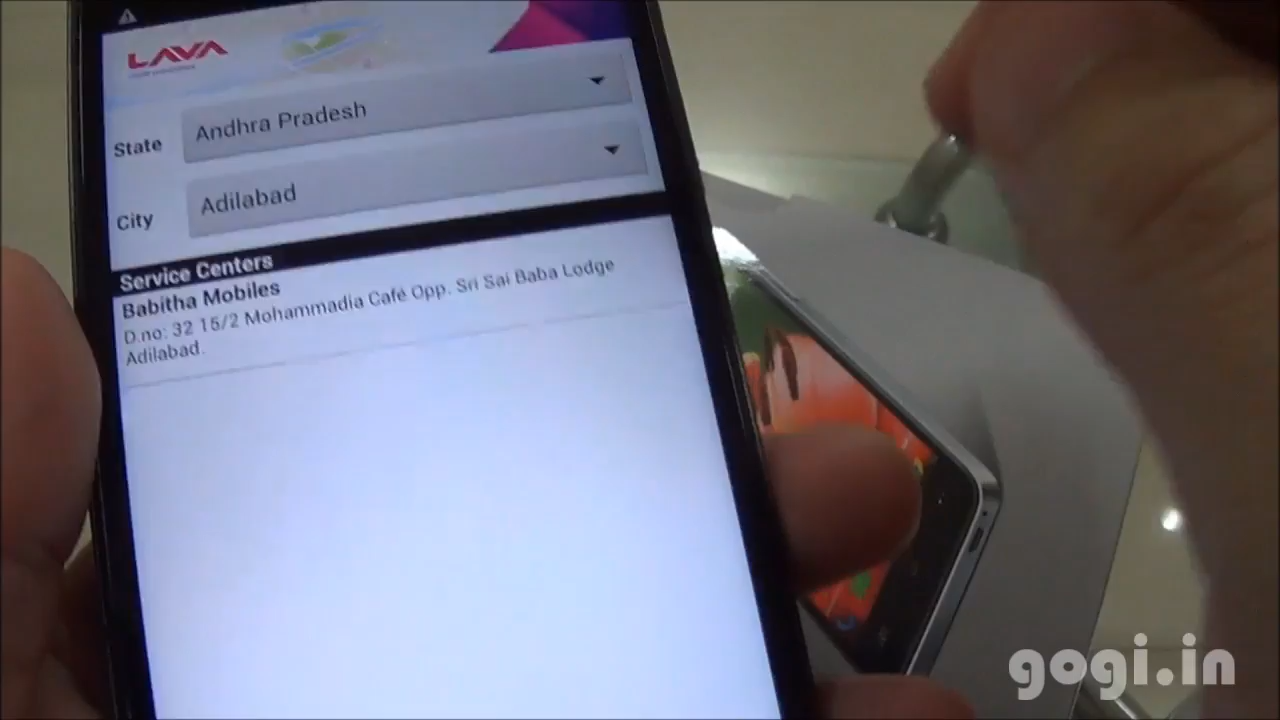 LAVA
State
Andhra Pradesh
City
Adilabad
Service Centers
Babitha Mobiles
D.no: 32 15/2 Mohammadia Café Opp. Sri Sai Baba Lodge
Adilabad.
gogi.in